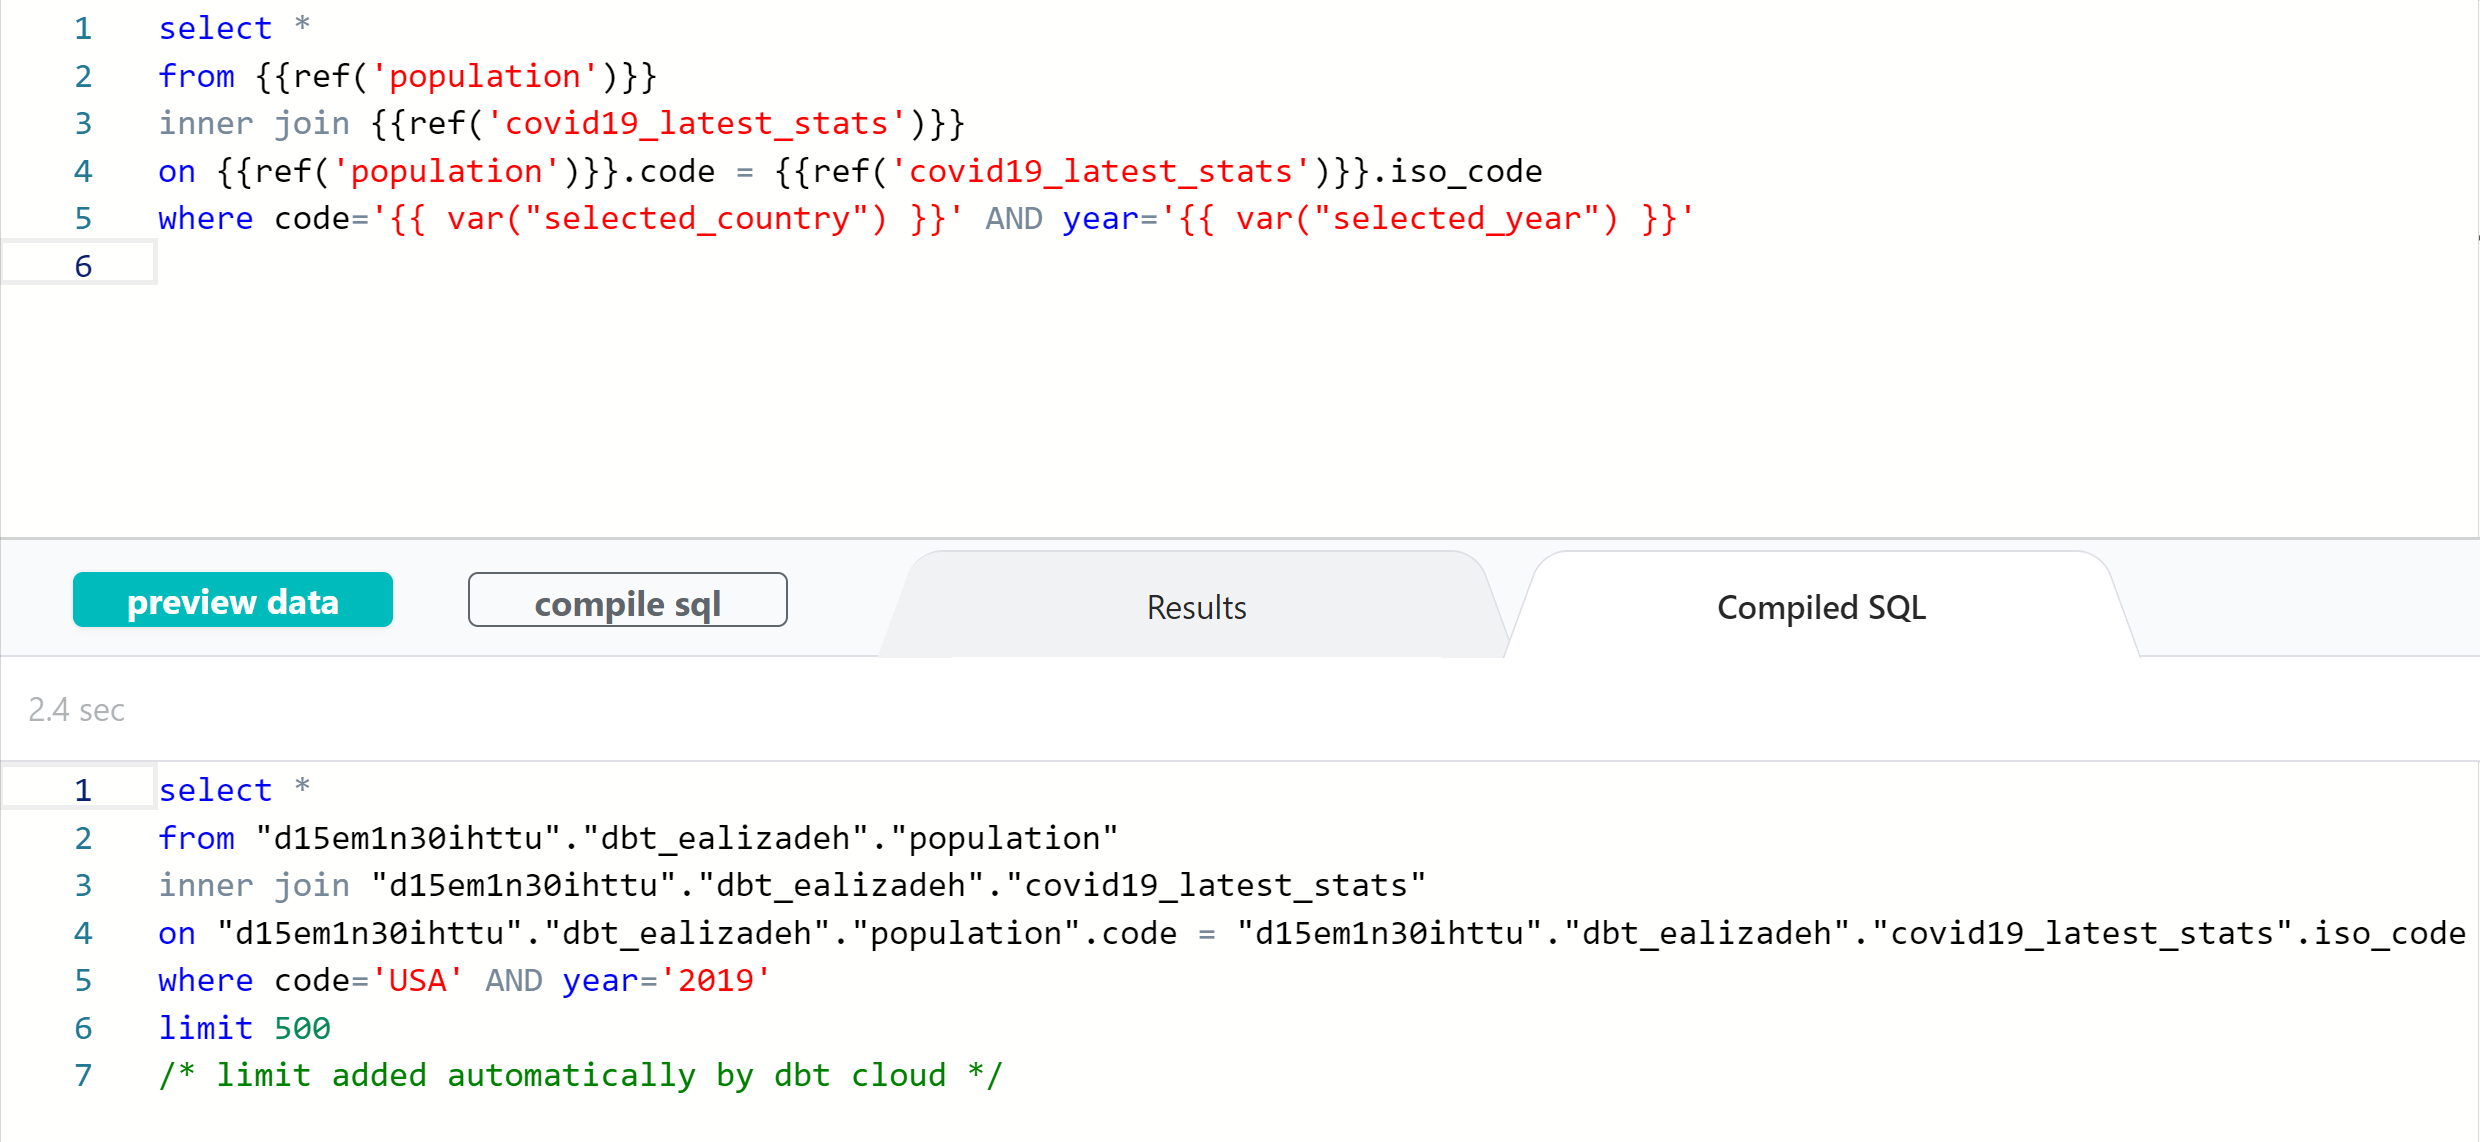 1 select *
2 from {{ref('population')}}
3 inner join {{ref('covid19_latest_stats')}}
4 on {{ref('population')}}.code = {{ref('covid19_latest_stats')}}.iso_code
5 where code='{{ var("selected_country") }}' AND year='{{ var("selected_year") }}'
6
preview data compile sql Results Compiled SQL
2.4 sec
1 select *
2 from "d15em1n30ihttu"."dbt_ealizadeh"."population"
3 inner join "d15em1n30ihttu"."dbt_ealizadeh"."covid19_latest_stats"
4 on "d15em1n30ihttu"."dbt_ealizadeh"."population".code = "d15em1n30ihttu"."dbt_ealizadeh"."covid19_latest_stats".iso_code
5 where code='USA' AND year='2019'
6 limit 500
7 /* limit added automatically by dbt cloud */